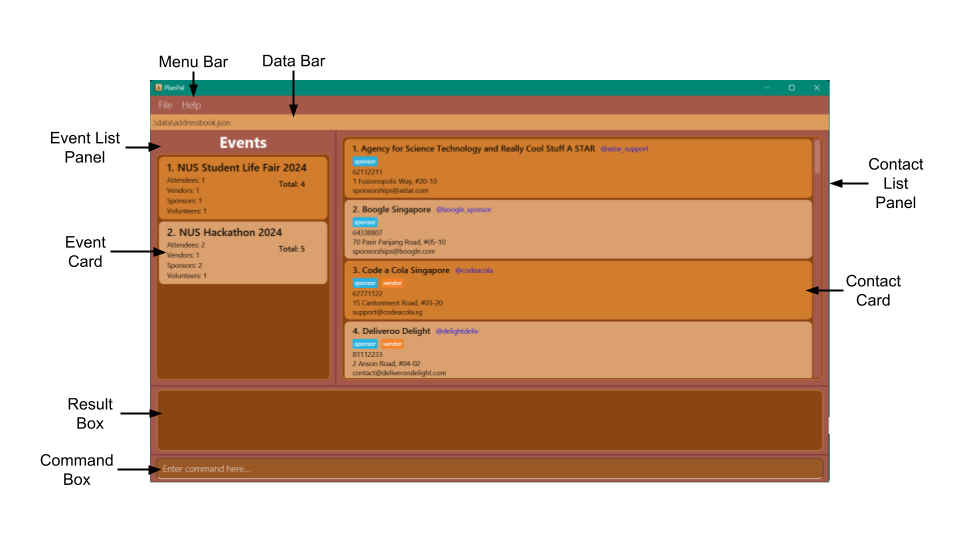 Menu Bar
Data Bar
PlanPal
File Help
\data\addressbook.json
Event List
Panel
Events
1. NUS Student Life Fair 2024
Attendees: 1
Total: 4
Vendors: 1
Sponsors: 1
Volunteers: 1
Event
Card
2. NUS Hackathon 2024
Attendees: 2
Total: 5
Vendors: 1
Sponsors: 2
Volunteers: 1
1. Agency for Science Technology and Really Cool Stuff A STAR @astar_support
sponsor
62112211
1 Fusionopolis Way, #20-10
sponsorships@astar.com
2. Boogle Singapore @boogle_sponsor
sponsor
64338807
70 Pasir Panjang Road, #05-10
sponsorships@boogle.com
3. Code a Cola Singapore @codeacola
sponsor vendor
67771122
15 Cantonment Road, #03-20
support@codeacola.sg
4. Deliveroo Delight @delightdeliv
sponsor vendor
81112233
2 Anson Road, #04-02
contact@deliveroodelight.com
Contact
List
Panel
Contact
Card
Result
Box
Command
Box
Enter command here...